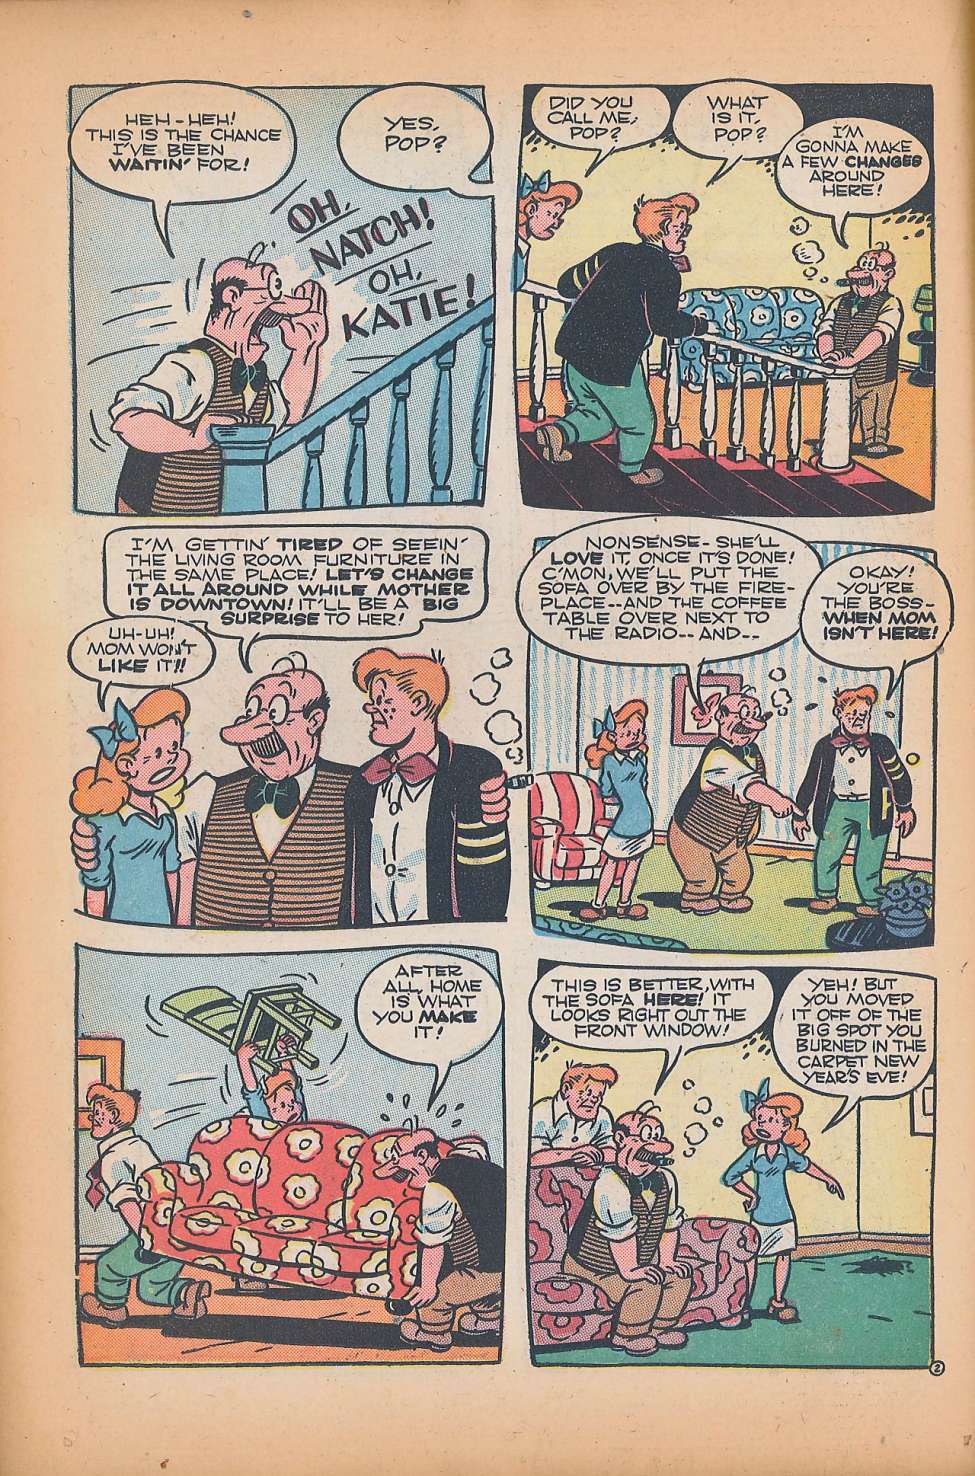 HEH-HEH!
THIS IS THE CHANCE
I'VE BEEN
WAITIN' FOR!
OH,
NATCH!
OH,
KATIE!
YES,
POP?
DID YOU
CALL ME,
POP?
WHAT
IS IT,
POP?
I'M
GONNA MAKE
A FEW CHANGES
AROUND
HERE!
I'M GETTIN' TIRED OF SEEIN'
THE LIVING ROOM FURNITURE IN
THE SAME PLACE! LET'S CHANGE
IT ALL AROUND WHILE MOTHER
IS DOWNTOWN! IT'LL BE A BIG
SURPRISE TO HER!
UH-UH!
MOM WON'T
LIKE IT!!
NONSENSE- SHE'LL
LOVE IT, ONCE IT'S DONE!
C'MON, WE'LL PUT THE
SOFA OVER BY THE FIRE-
PLACE--AND THE COFFEE
TABLE OVER NEXT TO
THE RADIO-- AND--
OKAY!
YOU'RE
THE BOSS-
WHEN MOM
ISN'T HERE!
AFTER
ALL, HOME
IS WHAT
YOU MAKE
IT!
THIS IS BETTER, WITH
THE SOFA HERE! IT
LOOKS RIGHT OUT THE
FRONT WINDOW!
YEH! BUT
YOU MOVED
IT OFF OF THE
BIG SPOT YOU
BURNED IN THE
CARPET NEW
YEAR'S EVE!
2